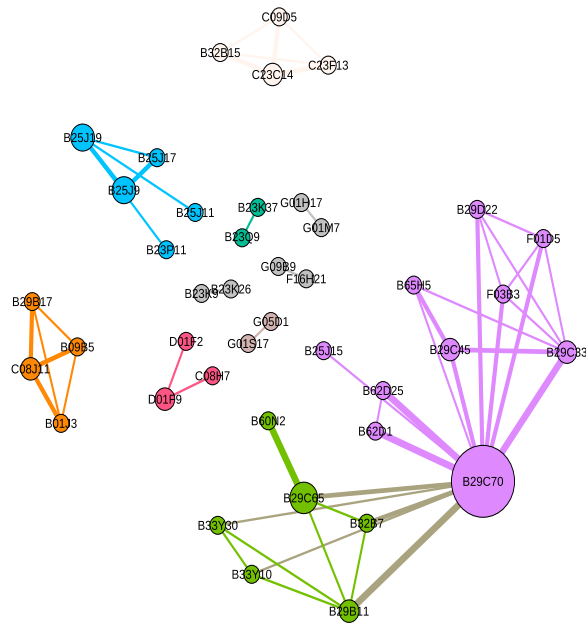 C09D5
B32B15
C23F13
C23C14
B25J19
B25J17
B25J9
B25J11
B23P11
B23K37
B23Q9
G01H17
G01M7
G09B9
F16H21
B23K26
B23K9
B29D22
F01D5
B65H5
F03B3
B29C45
B29C33
B29B17
B09B5
C08J11
B01J3
G05D1
G01S17
D01F2
C08H7
D01F9
B25J15
B62D25
B62D1
B60N2
B29C70
B29C65
B33Y30
B32B7
B33Y10
B29B11